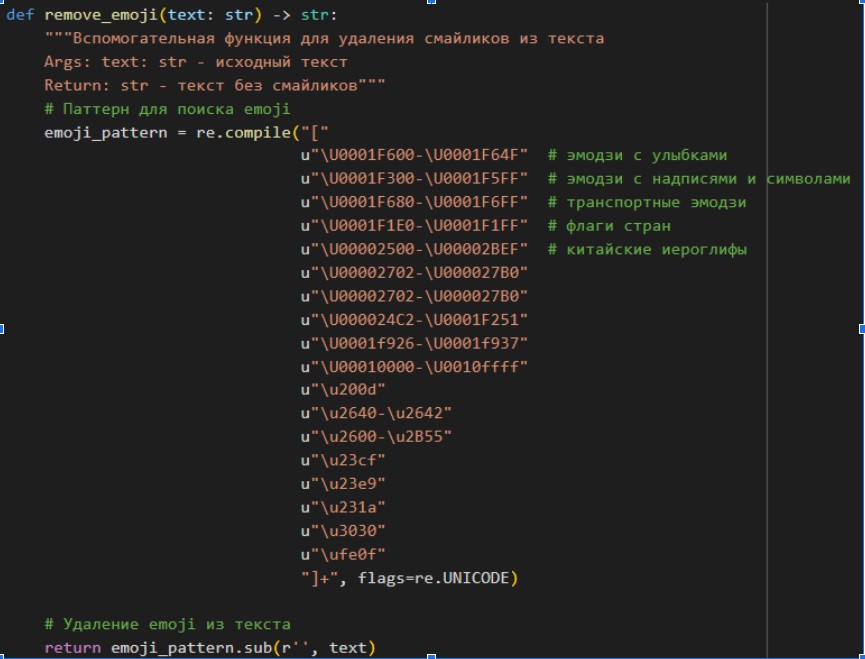 def remove_emoji(text: str) -> str:
    """Вспомогательная функция для удаления смайликов из текста
    Args: text: str - исходный текст
    Return: str - текст без смайликов"""
    # Паттерн для поиска emoji
    emoji_pattern = re.compile("["
                               u"\U0001F600-\U0001F64F"  # эмодзи с улыбками
                               u"\U0001F300-\U0001F5FF"  # эмодзи с надписями и символами
                               u"\U0001F680-\U0001F6FF"  # транспортные эмодзи
                               u"\U0001F1E0-\U0001F1FF"  # флаги стран
                               u"\U00002500-\U00002BEF"  # китайские иероглифы
                               u"\U00002702-\U000027B0"
                               u"\U00002702-\U000027B0"
                               u"\U000024C2-\U0001F251"
                               u"\U0001f926-\U0001f937"
                               u"\U00010000-\U0010ffff"
                               u"\u200d"
                               u"\u2640-\u2642"
                               u"\u2600-\u2B55"
                               u"\u23cf"
                               u"\u23e9"
                               u"\u231a"
                               u"\u3030"
                               u"\ufe0f"
                               "]+", flags=re.UNICODE)
    # Удаление emoji из текста
    return emoji_pattern.sub(r'', text)